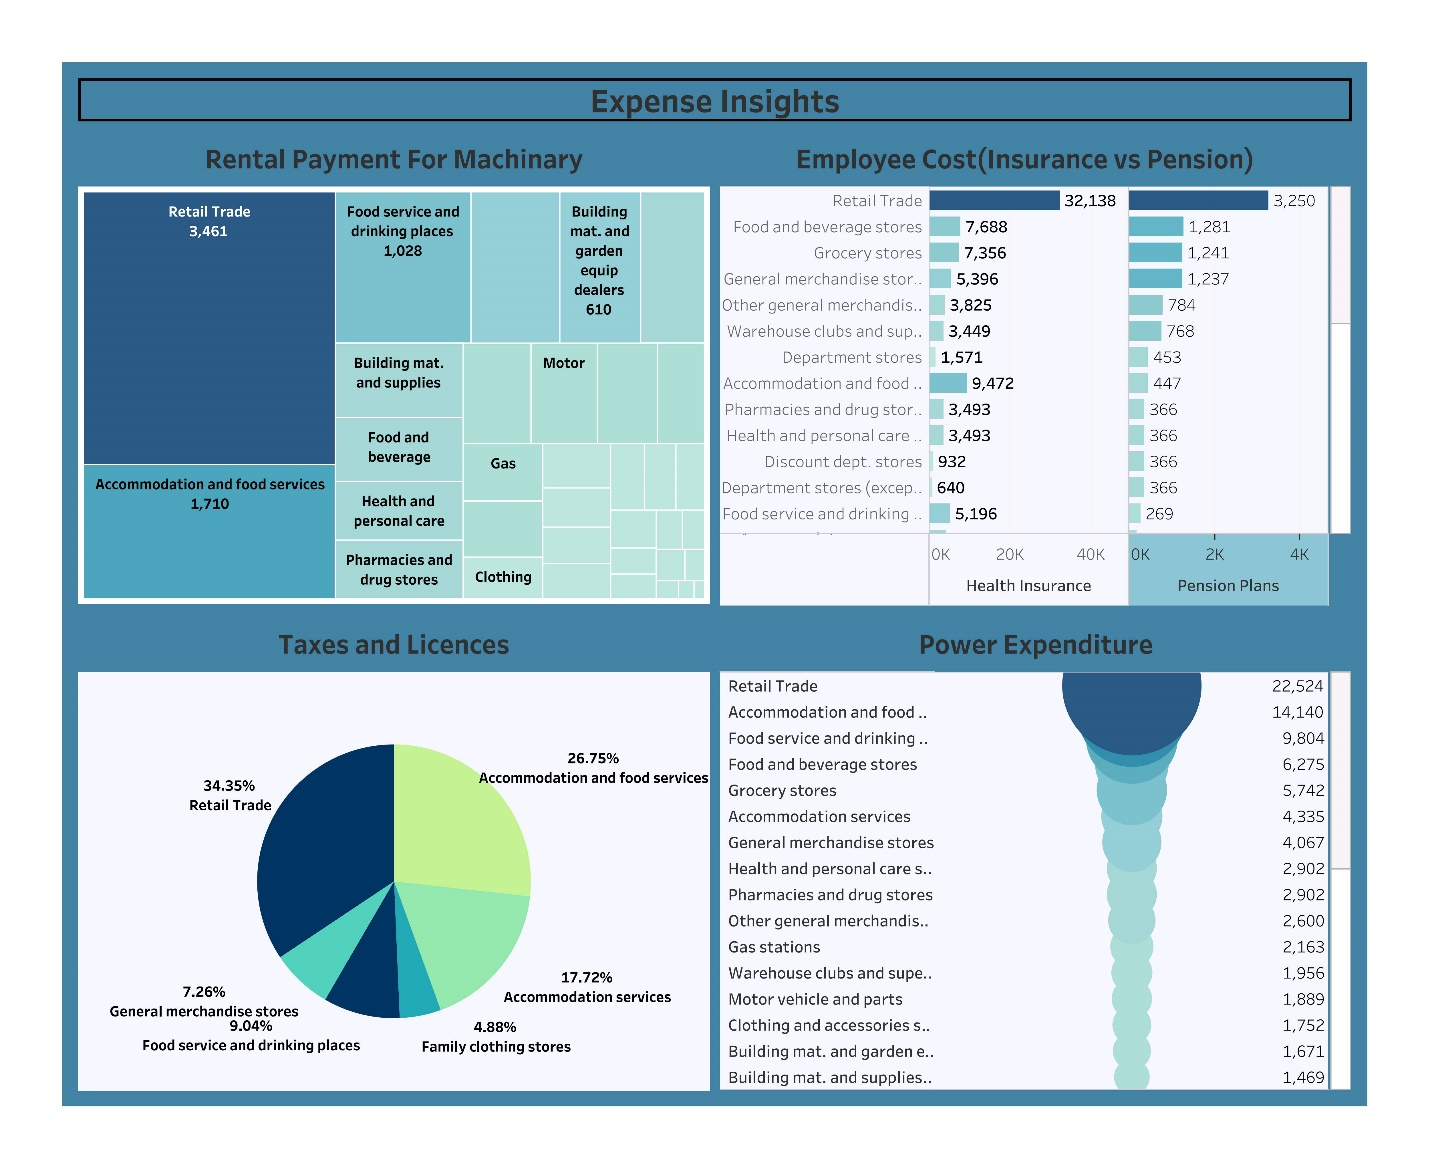 Expense Insights
Rental Payment For Machinary
Retail Trade
3,461
Accommodation and food services
1,710
Food service and
drinking places
1,028
Building
mat. and
garden
equip
dealers
610
Building mat.
and supplies
Food and
beverage
Health and
personal care
Pharmacies and
drug stores
Motor
Gas
Clothing
Employee Cost(Insurance vs Pension)
Retail Trade 32,138 3,250
Food and beverage stores 7,688 1,281
Grocery stores 7,356 1,241
General merchandise stor.. 5,396 1,237
Other general merchandis.. 3,825 784
Warehouse clubs and sup.. 3,449 768
Department stores 1,571 453
Accommodation and food .. 9,472 447
Pharmacies and drug stor.. 3,493 366
Health and personal care .. 3,493 366
Discount dept. stores 932 366
Department stores (excep.. 640 366
Food service and drinking .. 5,196 269
0K 20K 40K 0K 2K 4K
Health Insurance Pension Plans
Taxes and Licences
26.75%
Accommodation and food services
34.35%
Retail Trade
17.72%
Accommodation services
7.26%
General merchandise stores
9.04%
Food service and drinking places
4.88%
Family clothing stores
Power Expenditure
Retail Trade 22,524
Accommodation and food .. 14,140
Food service and drinking .. 9,804
Food and beverage stores 6,275
Grocery stores 5,742
Accommodation services 4,335
General merchandise stores 4,067
Health and personal care s.. 2,902
Pharmacies and drug stores 2,902
Other general merchandis.. 2,600
Gas stations 2,163
Warehouse clubs and supe.. 1,956
Motor vehicle and parts 1,889
Clothing and accessories s.. 1,752
Building mat. and garden e.. 1,671
Building mat. and supplies.. 1,469